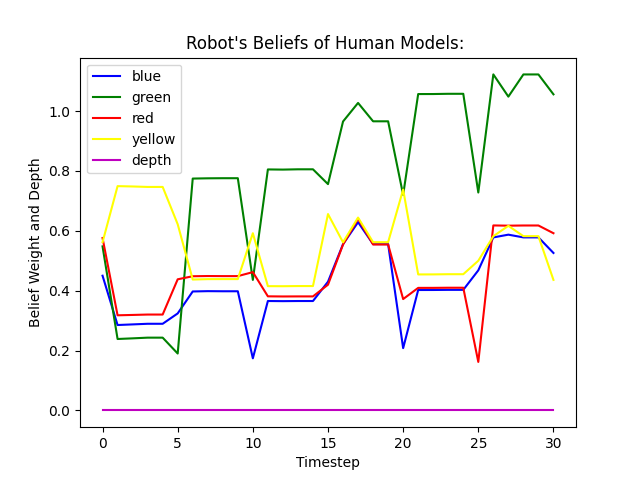 Robot's Beliefs of Human Models:
blue
green
red
yellow
depth
Belief Weight and Depth
1.0
0.8
0.6
0.4
0.2
0.0
0 5 10 15 20 25 30
Timestep